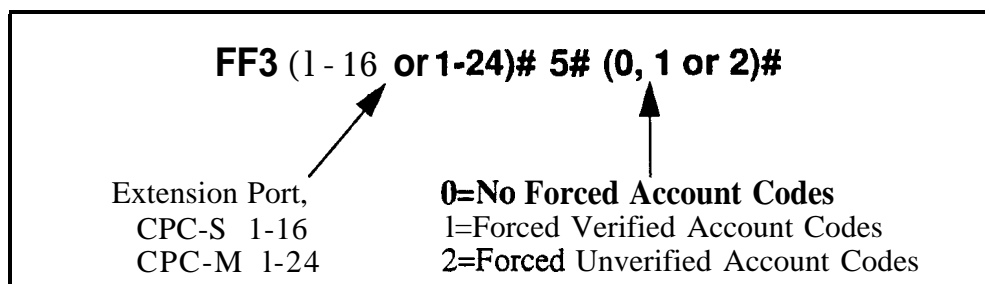 FF3 (1-16 or 1-24)# 5# (0, 1 or 2)#
Extension Port,
CPC-S 1-16
CPC-M 1-24
0=No Forced Account Codes
1=Forced Verified Account Codes
2=Forced Unverified Account Codes